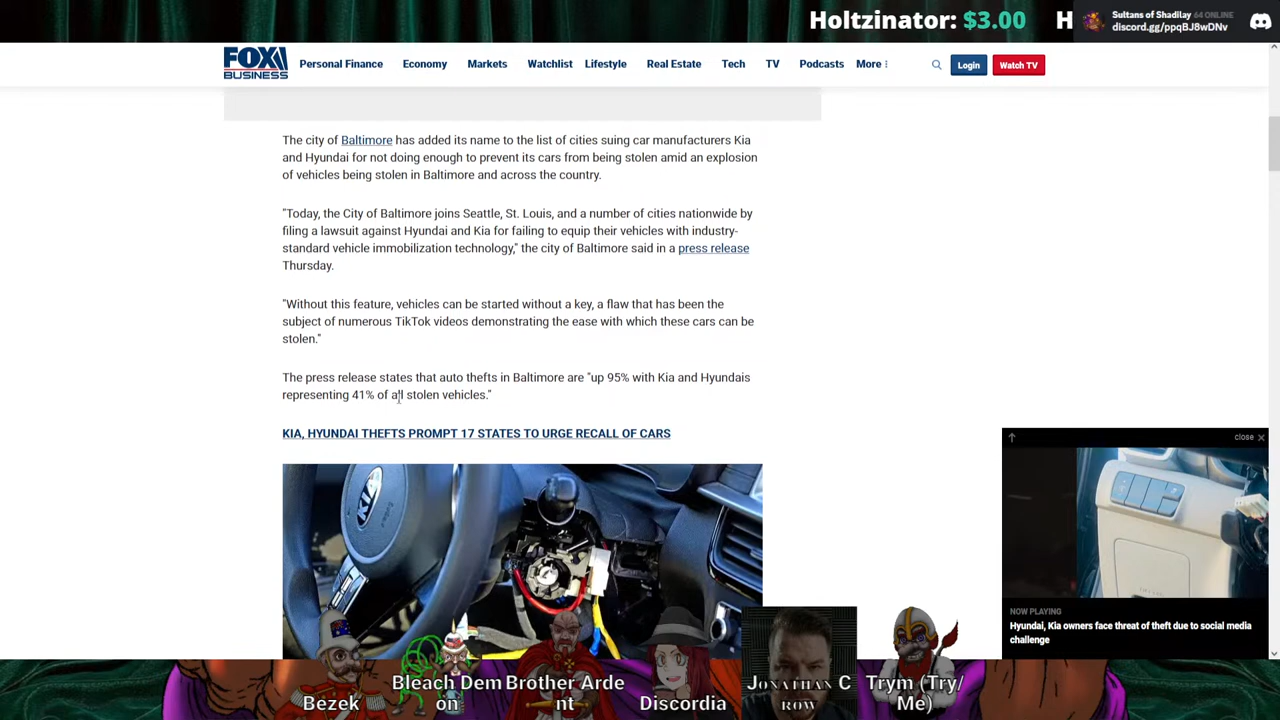 Holtzinator: $3.00 H
Sultans of Shadilay 64 ONLINE
discord.gg/ppqBJ8wDNv
FOX BUSINESS
Personal Finance Economy Markets Watchlist Lifestyle Real Estate Tech TV Podcasts More
Login Watch TV
The city of Baltimore has added its name to the list of cities suing car manufacturers Kia
and Hyundai for not doing enough to prevent its cars from being stolen amid an explosion
of vehicles being stolen in Baltimore and across the country.
"Today, the City of Baltimore joins Seattle, St. Louis, and a number of cities nationwide by
filing a lawsuit against Hyundai and Kia for failing to equip their vehicles with industry-
standard vehicle immobilization technology," the city of Baltimore said in a press release
Thursday.
"Without this feature, vehicles can be started without a key, a flaw that has been the
subject of numerous TikTok videos demonstrating the ease with which these cars can be
stolen."
The press release states that auto thefts in Baltimore are "up 95% with Kia and Hyundais
representing 41% of all stolen vehicles."
KIA, HYUNDAI THEFTS PROMPT 17 STATES TO URGE RECALL OF CARS
KIA
close
NOW PLAYING
Hyundai, Kia owners face threat of theft due to social media
challenge
Bezek
Bleach Dem
on
Brother Arde
nt
Discordia
Jonathan C
row
Trym (Try/
Me)